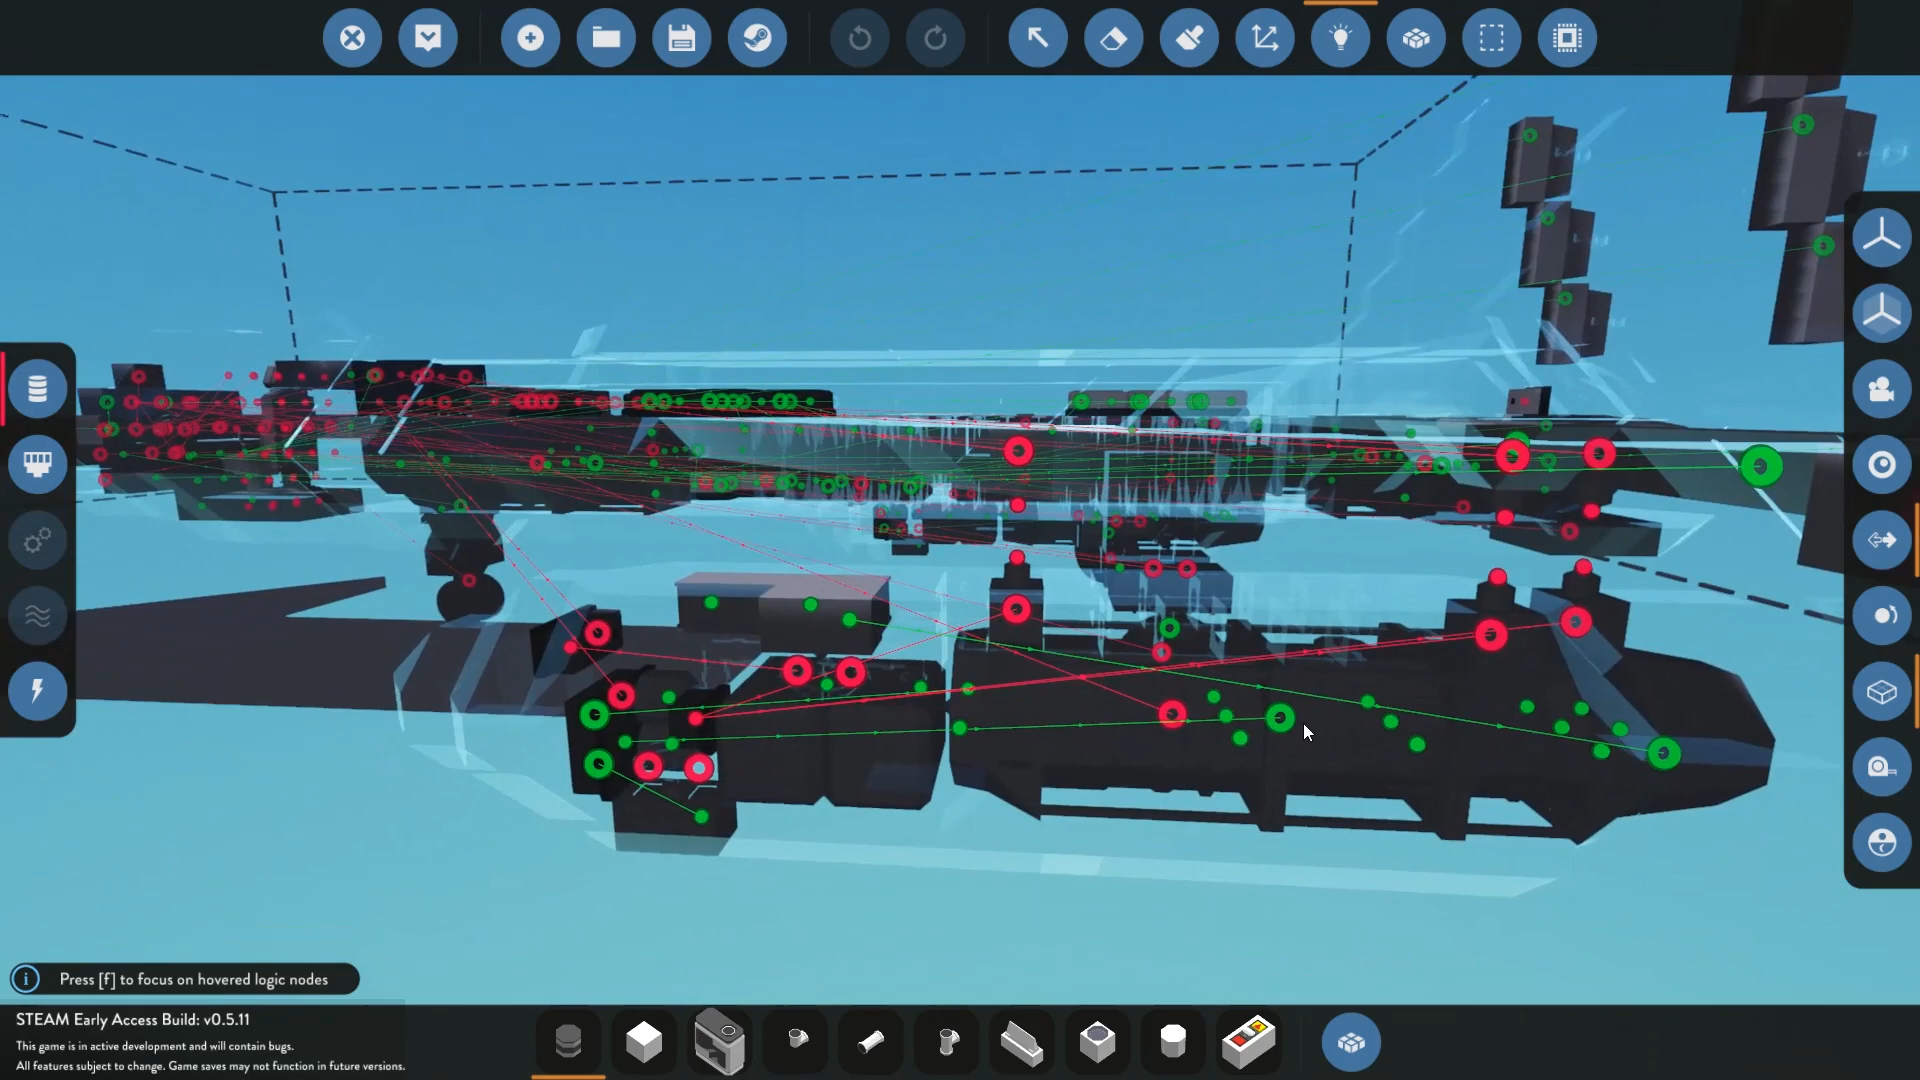 Press [f] to focus on hovered logic nodes
STEAM Early Access Build: v0.5.11
This game is in active development and will contain bugs.
All features subject to change. Game saves may not function in future versions.